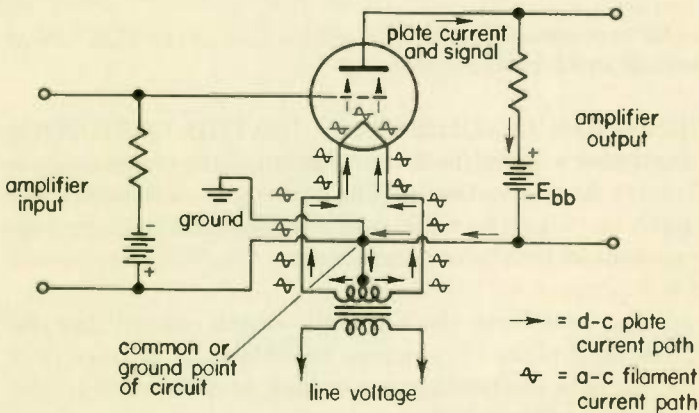 plate current
and signal
amplifier
output
amplifier
input
-
+
ground
+
-
Ebb
common or
ground point
of circuit
line voltage
= d-c plate
current path
= a-c filament
current path